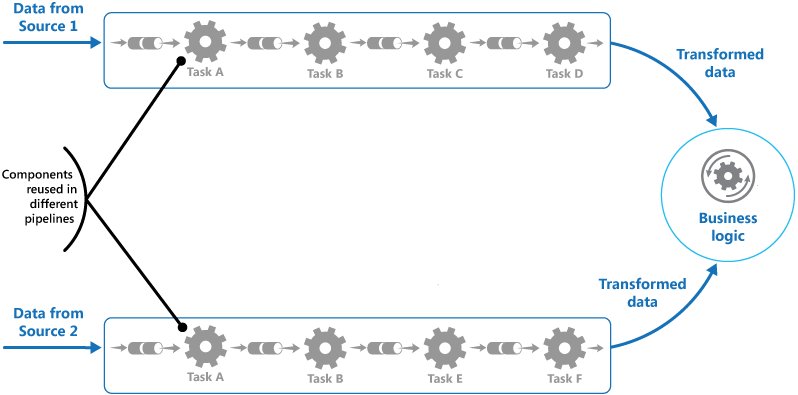 Data from
Source 1
Task A
Task B
Task C
Task D
Transformed
data
Components
reused in
different
pipelines
Business
logic
Transformed
data
Data from
Source 2
Task A
Task B
Task E
Task F